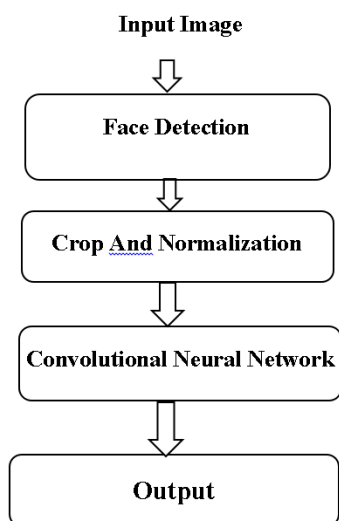 Input Image
Face Detection
Crop And Normalization
Convolutional Neural Network
Output